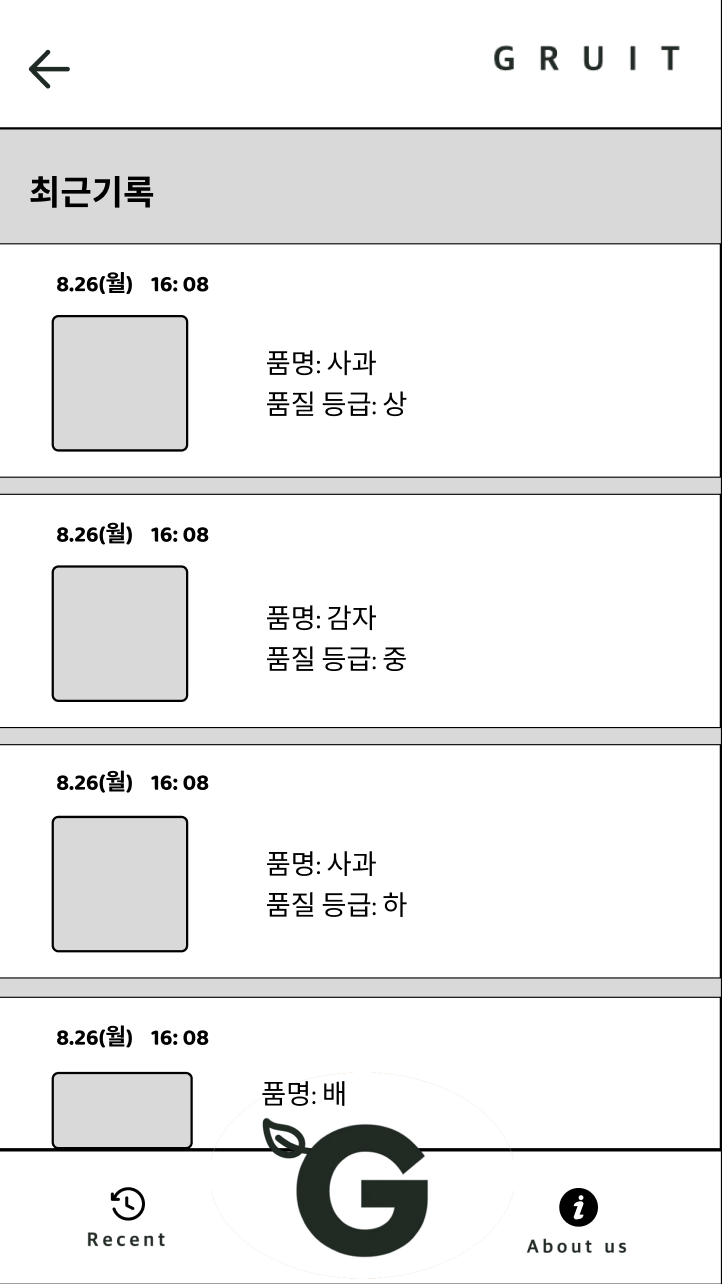 GRUIT
최근기록
8.26(월) 16: 08
품명: 사과
품질 등급: 상
8.26(월) 16: 08
품명: 감자
품질 등급: 중
8.26(월) 16: 08
품명: 사과
품질 등급: 하
8.26(월) 16: 08
품명: 배
G
Recent
About us